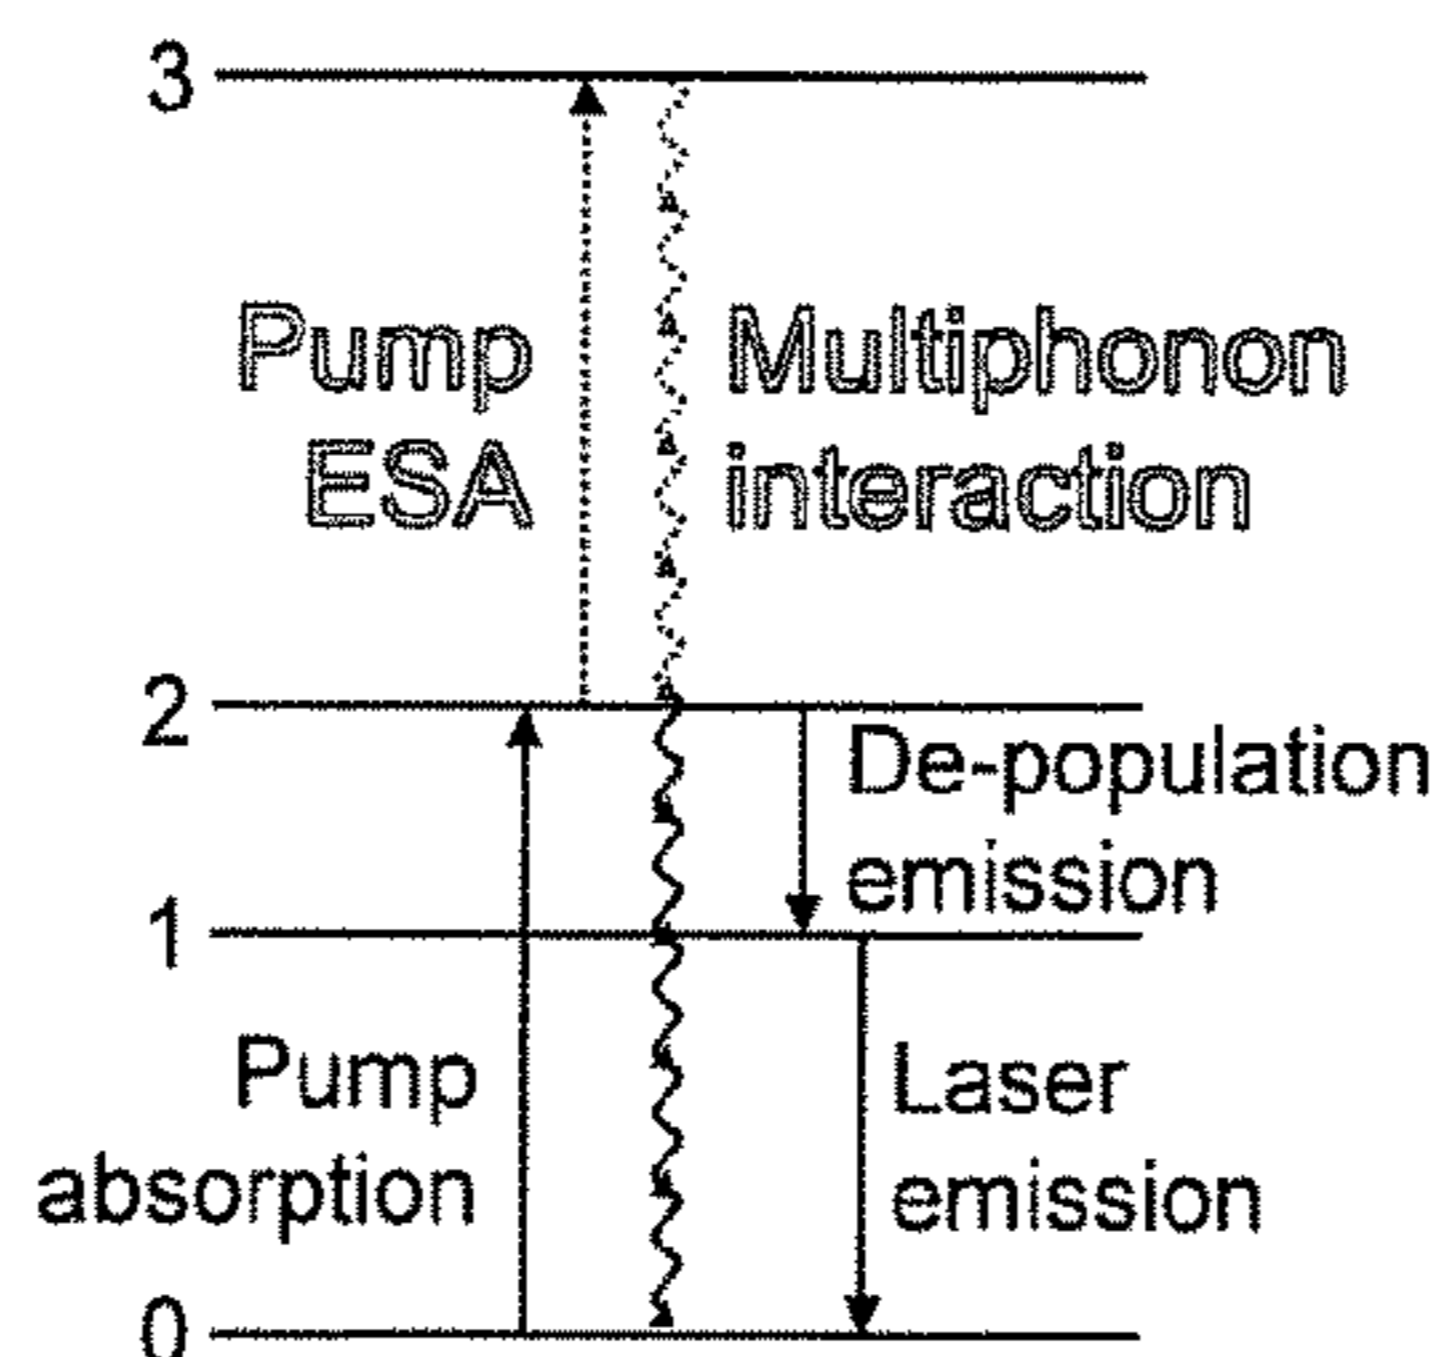 3
Pump
ESA
Multiphonon
interaction
2
De-population
emission
1
Pump
absorption
Laser
emission
0